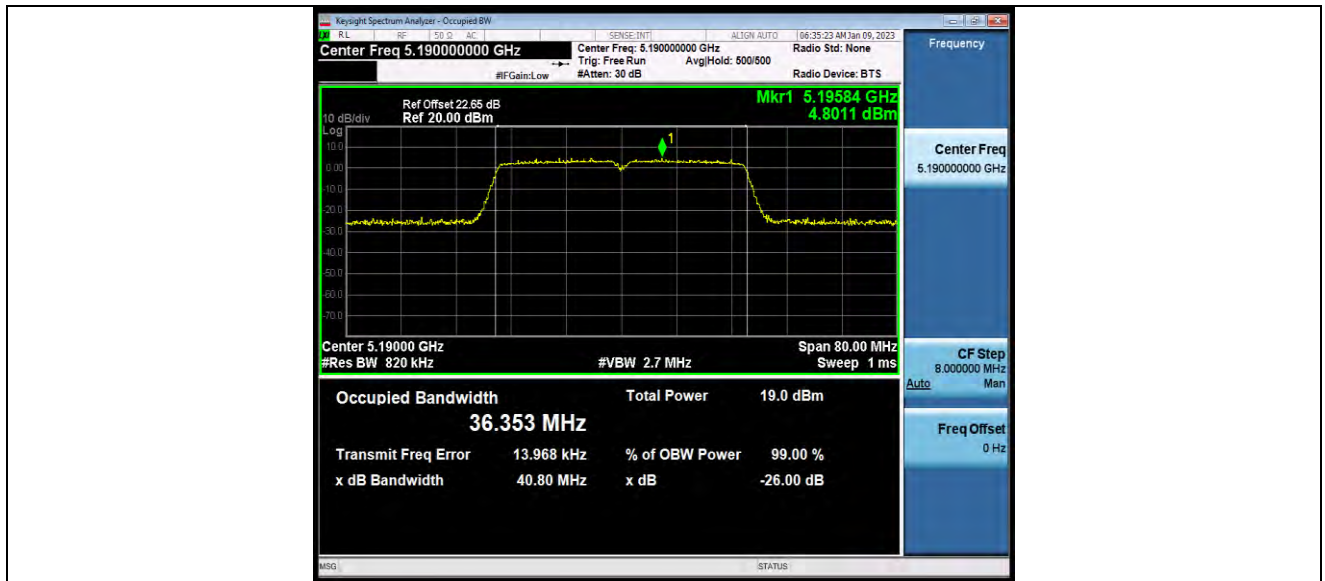 Keysight Spectrum Analyzer - Occupied BW
RL RF 50 Ω AC SENSE:INT ALIGN AUTO 06:35:23 AM Jan 09, 2023
Center Freq 5.190000000 GHz
Center Freq: 5.190000000 GHz Radio Std: None
Trig: Free Run Avg|Hold: 500/500
#IFGain:Low #Atten: 30 dB Radio Device: BTS
Frequency
Mkr1 5.19584 GHz
4.8011 dBm
Ref Offset 22.65 dB
10 dB/div Ref 20.00 dBm
Log
10.0
0.00
-10.0
-20.0
-30.0
-40.0
-50.0
-60.0
-70.0
1
Center 5.19000 GHz Span 80.00 MHz
#Res BW 820 kHz #VBW 2.7 MHz Sweep 1 ms
Center Freq
5.190000000 GHz
CF Step
8.000000 MHz
Auto Man
Freq Offset
0 Hz
Occupied Bandwidth Total Power 19.0 dBm
36.353 MHz
Transmit Freq Error 13.968 kHz % of OBW Power 99.00 %
x dB Bandwidth 40.80 MHz x dB -26.00 dB
MSG STATUS